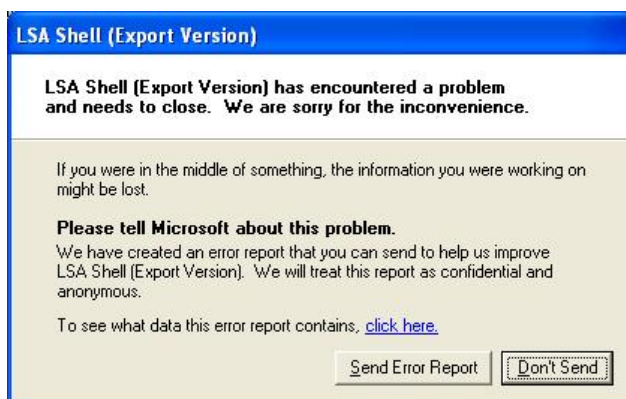 LSA Shell (Export Version)
LSA Shell (Export Version) has encountered a problem
and needs to close.  We are sorry for the inconvenience.
If you were in the middle of something, the information you were working on
might be lost.
Please tell Microsoft about this problem.
We have created an error report that you can send to help us improve
LSA Shell (Export Version).  We will treat this report as confidential and
anonymous.
To see what data this error report contains, click here.
Send Error Report
Don't Send